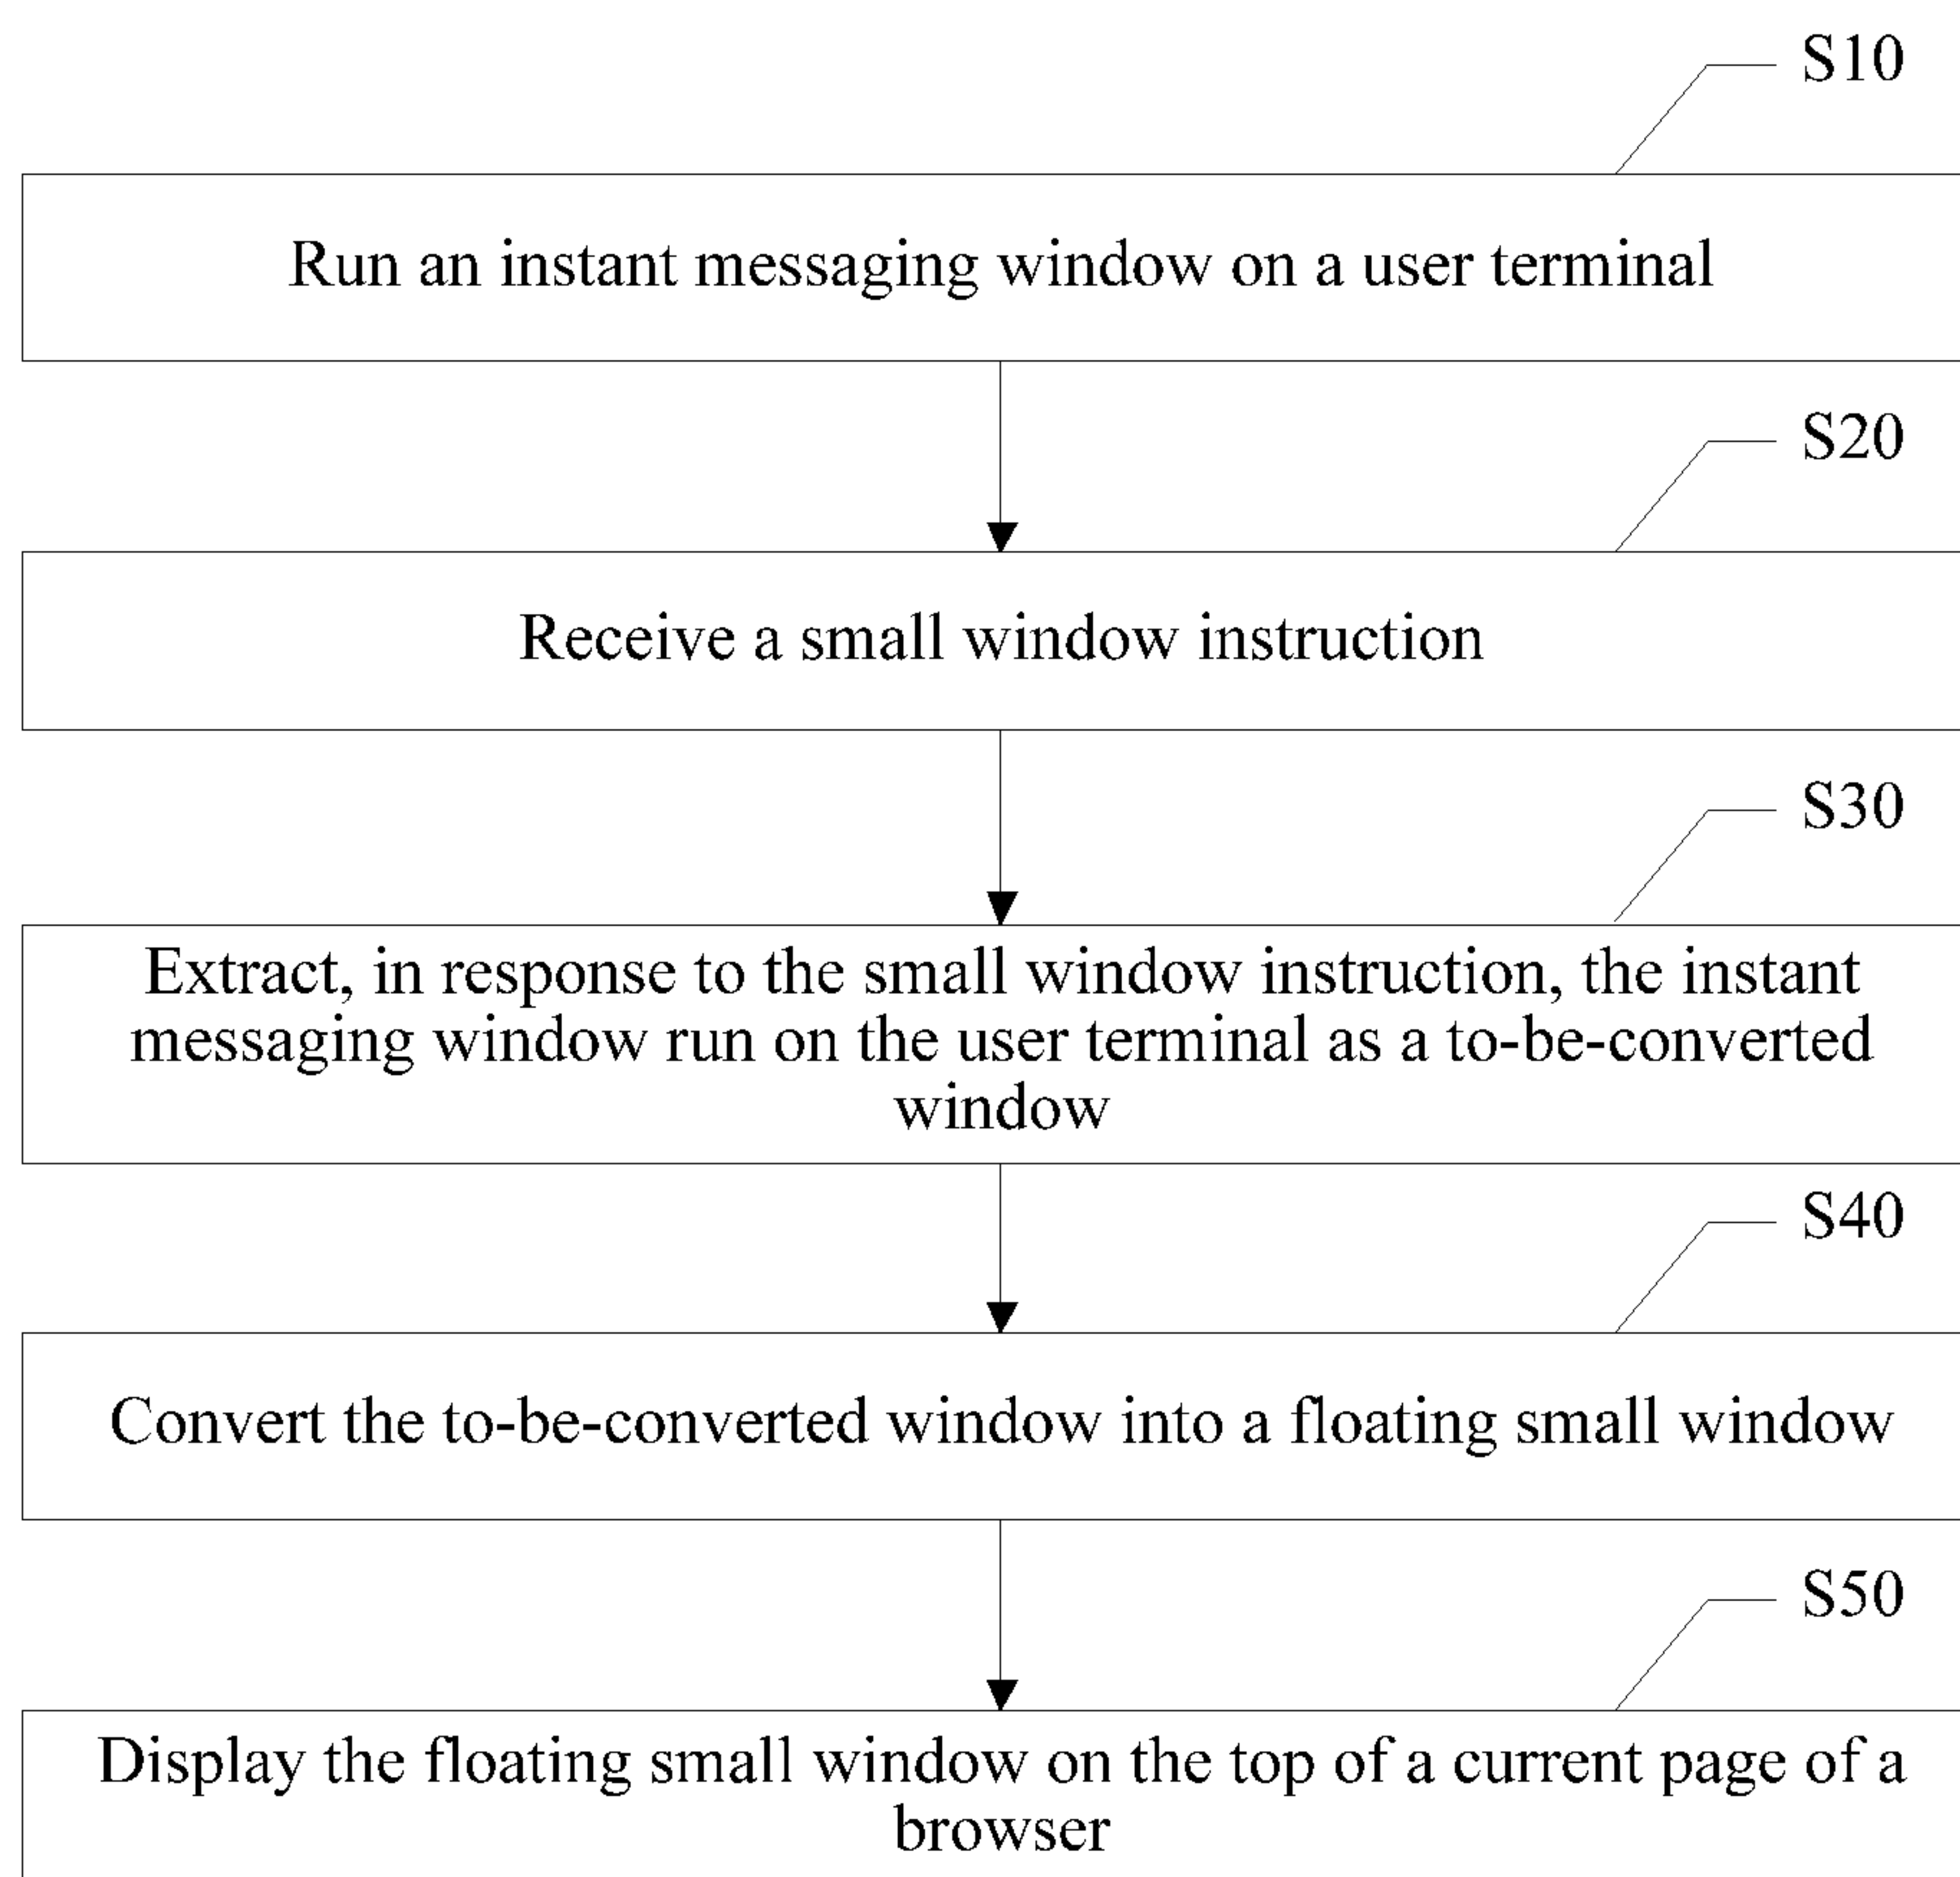 S10
Run an instant messaging window on a user terminal
S20
Receive a small window instruction
S30
Extract, in response to the small window instruction, the instant
messaging window run on the user terminal as a to-be-converted
window
S40
Convert the to-be-converted window into a floating small window
S50
Display the floating small window on the top of a current page of a
browser